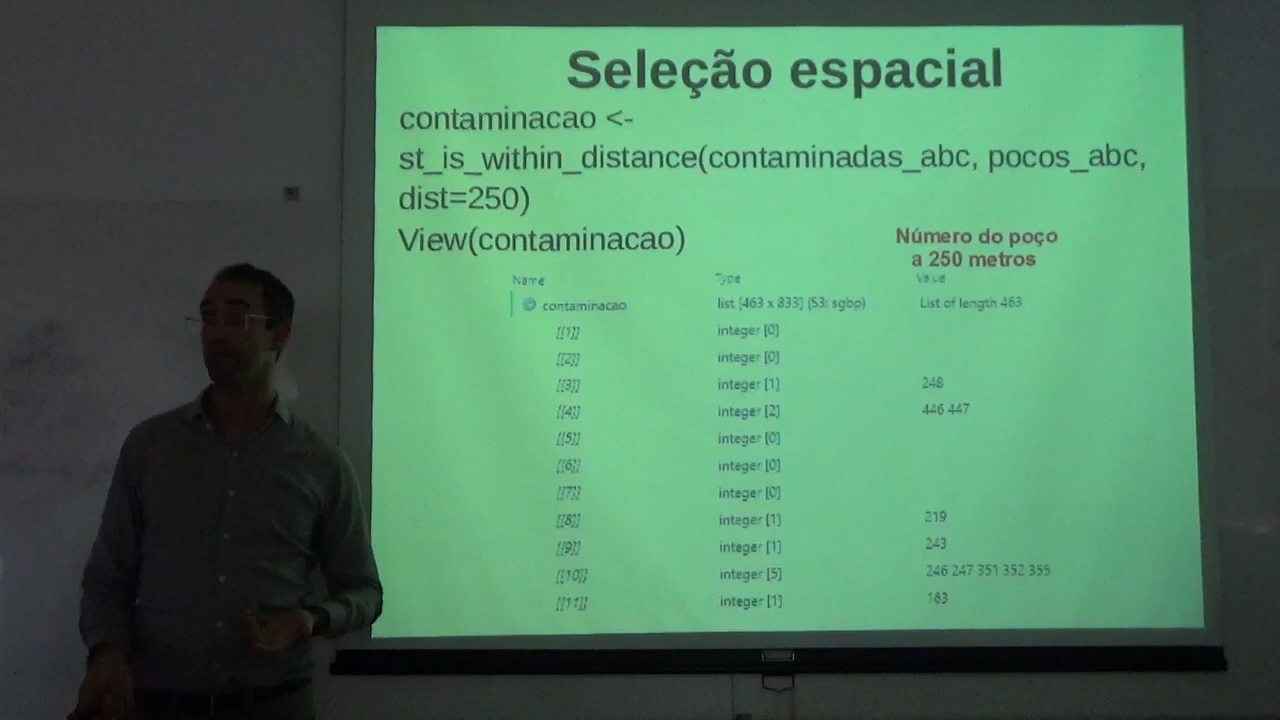 Seleção espacial
contaminacao <-
st_is_within_distance(contaminadas_abc, pocos_abc,
dist=250)
View(contaminacao)
Número do poço
a 250 metros
Name Type Value
contaminacao list [463 x 833] (S3: sgbp) List of length 463
[[1]] integer [0]
[[2]] integer [0]
[[3]] integer [1] 248
[[4]] integer [2] 446 447
[[5]] integer [0]
[[6]] integer [0]
[[7]] integer [0]
[[8]] integer [1] 219
[[9]] integer [1] 243
[[10]] integer [5] 246 247 351 352 355
[[11]] integer [1] 163